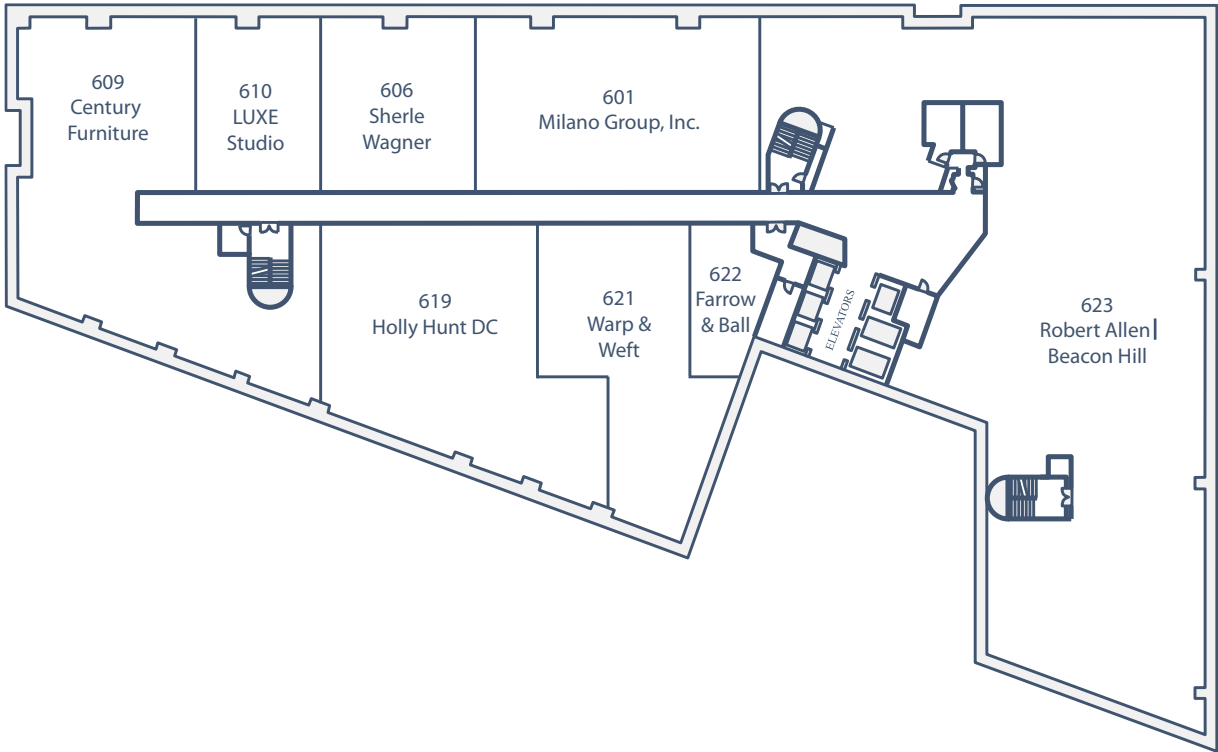 609
Century
Furniture
610
LUXE
Studio
606
Sherle
Wagner
601
Milano Group, Inc.
619
Holly Hunt DC
621
Warp &
Weft
622
Farrow
& Ball
ELEVATORS
623
Robert Allen|
Beacon Hill